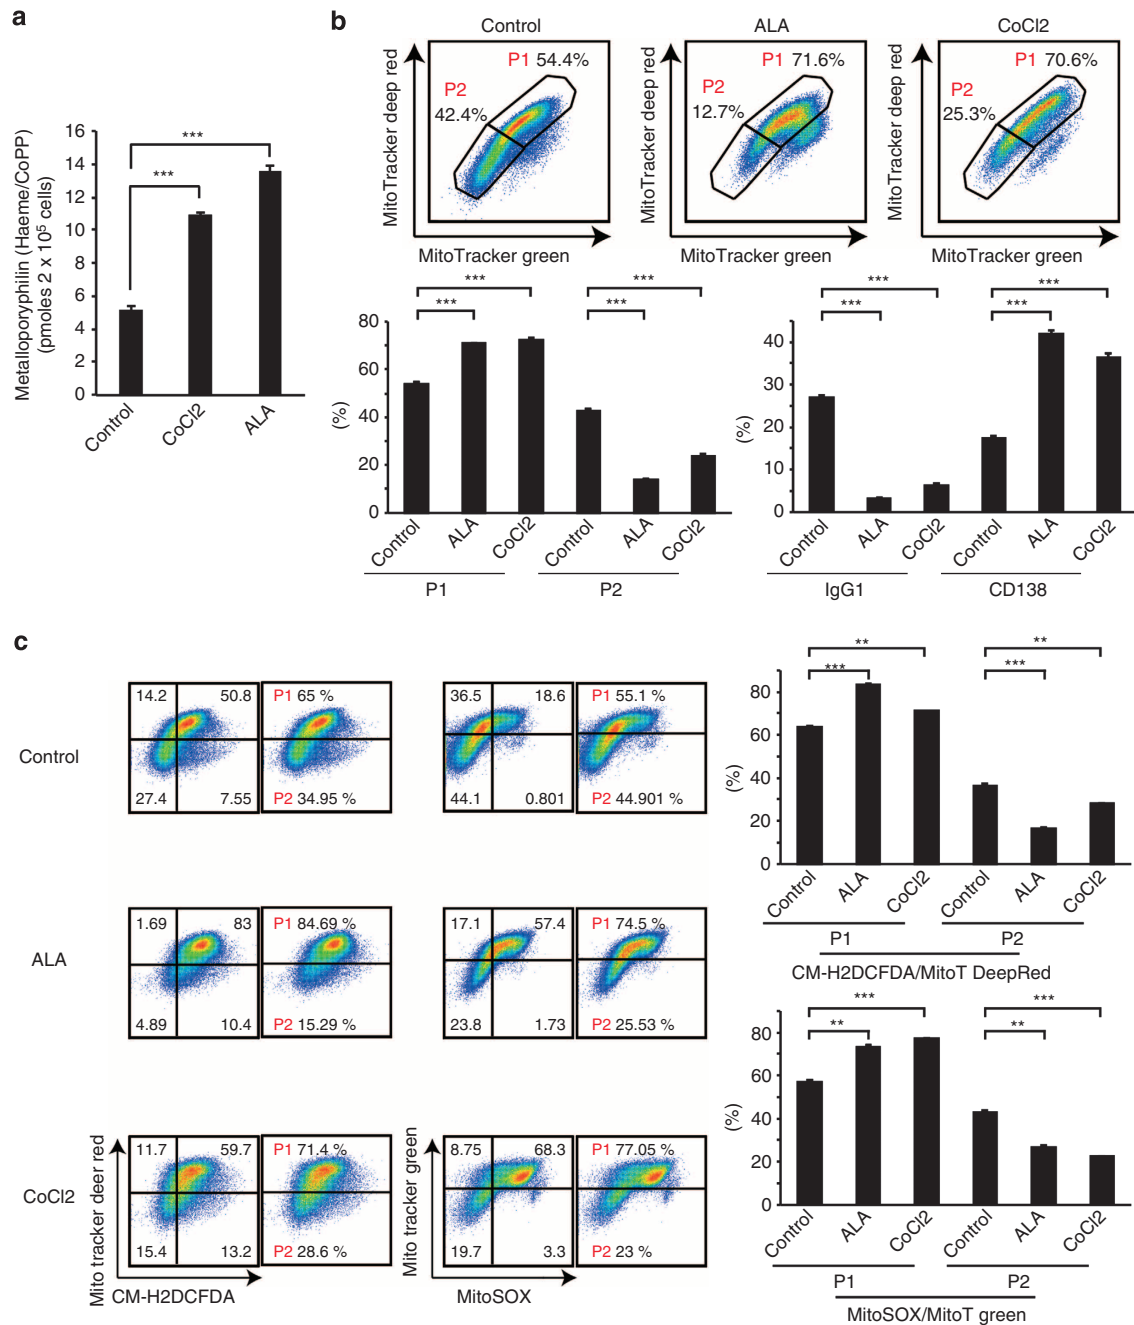 a
Metalloporyphilin (Haeme/CoPP)
(pmoles 2 x 10⁵ cells)
16
14
12
10
8
6
4
2
0
***
***
Control
CoCl2
ALA
b
Control
ALA
CoCl2
MitoTracker deep red
P1 54.4%
P2
42.4%
MitoTracker green
MitoTracker deep red
P1 71.6%
P2
12.7%
MitoTracker green
MitoTracker deep red
P1 70.6%
P2
25.3%
MitoTracker green
(%)
80
60
40
20
0
***
***
***
***
Control
ALA
CoCl2
Control
ALA
CoCl2
P1
P2
(%)
40
30
20
10
0
***
***
***
***
Control
ALA
CoCl2
Control
ALA
CoCl2
IgG1
CD138
c
Control
14.2 50.8
27.4 7.55
P1 65 %
P2 34.95 %
36.5 18.6
44.1 0.801
P1 55.1 %
P2 44.901 %
ALA
1.69 83
4.89 10.4
P1 84.69 %
P2 15.29 %
17.1 57.4
23.8 1.73
P1 74.5 %
P2 25.53 %
CoCl2
11.7 59.7
15.4 13.2
P1 71.4 %
P2 28.6 %
8.75 68.3
19.7 3.3
P1 77.05 %
P2 23 %
Mito tracker deer red
CM-H2DCFDA
Mito tracker green
MitoSOX
(%)
80
60
40
20
0
**
***
**
***
Control
ALA
CoCl2
Control
ALA
CoCl2
P1
P2
CM-H2DCFDA/MitoT DeepRed
(%)
80
60
40
20
0
***
**
***
**
Control
ALA
CoCl2
Control
ALA
CoCl2
P1
P2
MitoSOX/MitoT green